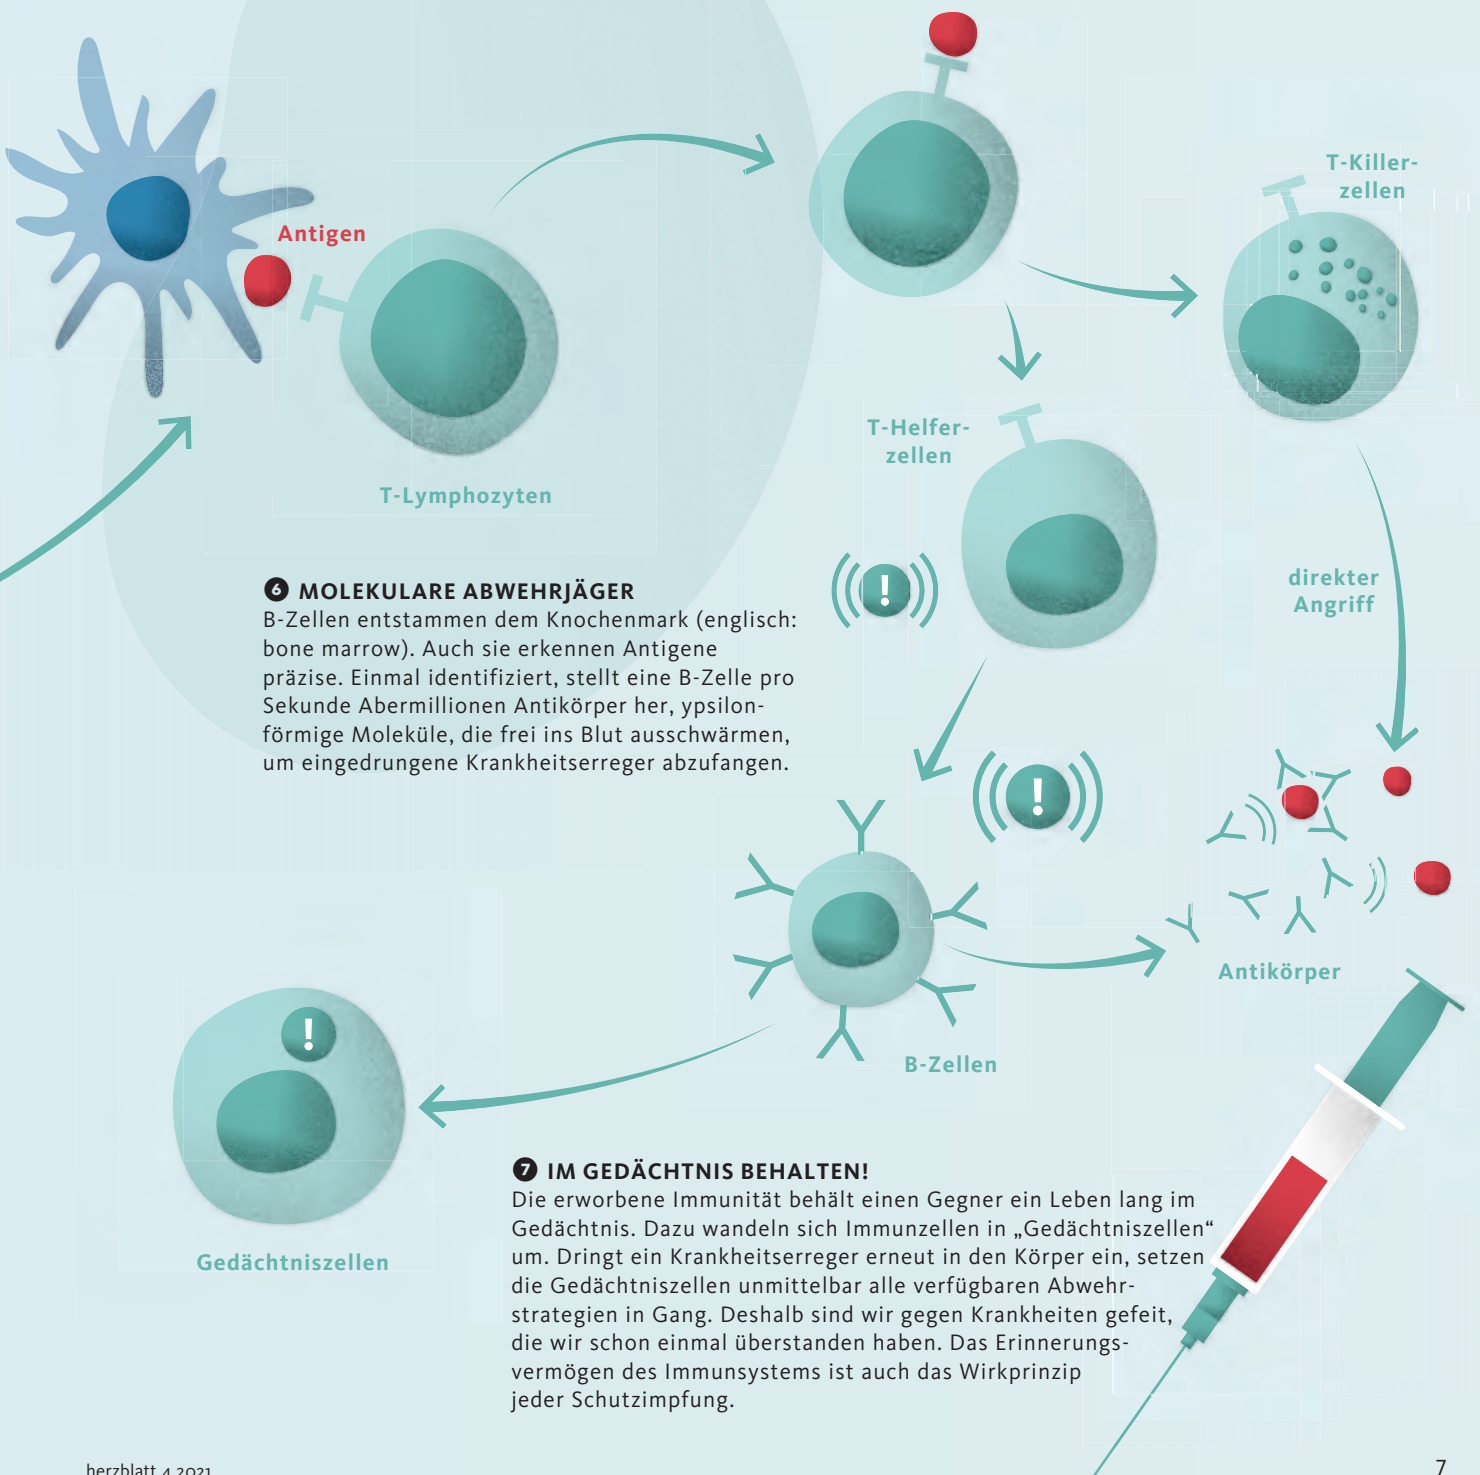 T-Killer-
zellen
Antigen
T-Helfer-
zellen
T-Lymphozyten
direkter
Angriff
6 MOLEKULARE ABWEHRJÄGER
B-Zellen entstammen dem Knochenmark (englisch:
bone marrow). Auch sie erkennen Antigene
präzise. Einmal identifiziert, stellt eine B-Zelle pro
Sekunde Abermillionen Antikörper her, ypsilon-
förmige Moleküle, die frei ins Blut ausschwärmen,
um eingedrungene Krankheitserreger abzufangen.
!
!
Antikörper
B-Zellen
!
Gedächtniszellen
7 IM GEDÄCHTNIS BEHALTEN!
Die erworbene Immunität behält einen Gegner ein Leben lang im
Gedächtnis. Dazu wandeln sich Immunzellen in „Gedächtniszellen“
um. Dringt ein Krankheitserreger erneut in den Körper ein, setzen
die Gedächtniszellen unmittelbar alle verfügbaren Abwehr-
strategien in Gang. Deshalb sind wir gegen Krankheiten gefeit,
die wir schon einmal überstanden haben. Das Erinnerungs-
vermögen des Immunsystems ist auch das Wirkprinzip
jeder Schutzimpfung.
herzblatt 4.2021
7